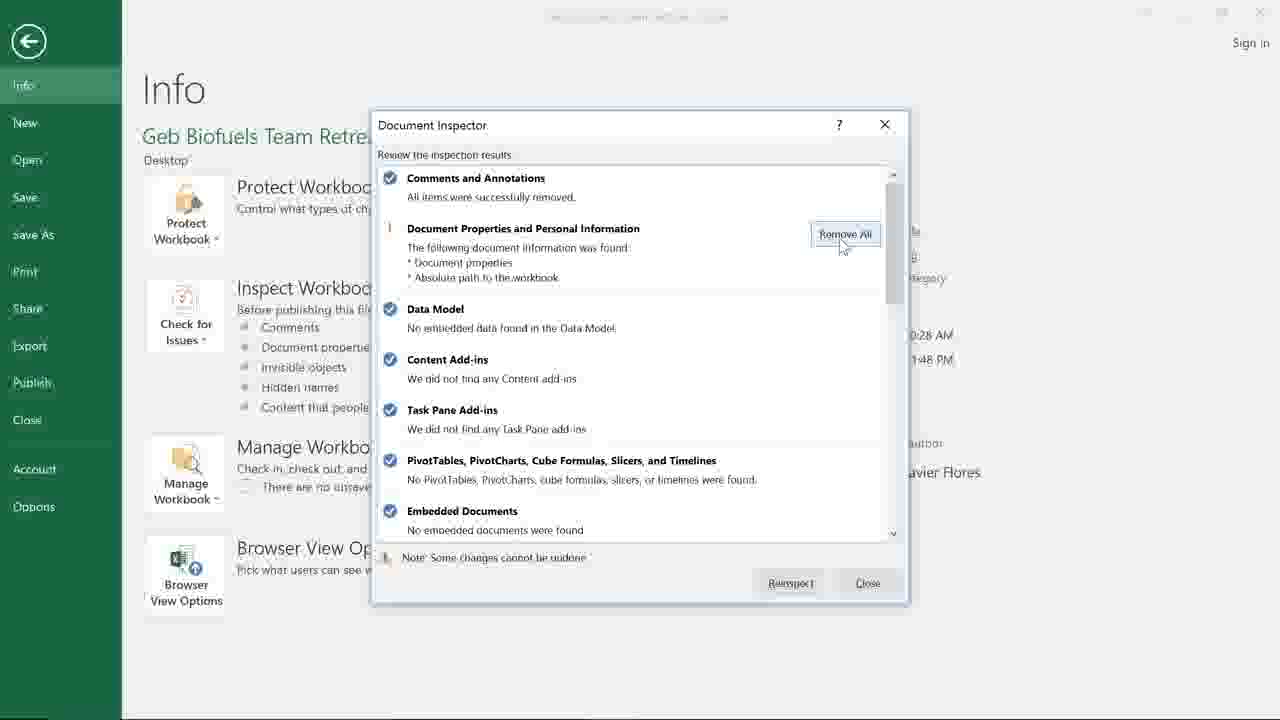 Sign in
Info
New
Open
Save
Save As
Print
Share
Export
Publish
Close
Account
Options
Info
Geb Biofuels Team Retre
Desktop
Protect Workbook
Protect Workboo
Control what types of ch
Check for
Issues
Inspect Workboo
Before publishing this file
Comments
Document propertie
Invisible objects
Hidden names
Content that people
Manage
Workbook
Manage Workbo
Check in, check out, and
There are no unsave
Browser
View Options
Browser View Op
Pick what users can see w
Document Inspector
?
Review the inspection results.
Comments and Annotations
All items were successfully removed.
Document Properties and Personal Information
Remove All
The following document information was found:
* Document properties
* Absolute path to the workbook
Data Model
No embedded data found in the Data Model.
Content Add-ins
We did not find any Content add-ins
Task Pane Add-ins
We did not find any Task Pane add-ins
PivotTables, PivotCharts, Cube Formulas, Slicers, and Timelines
No PivotTables, PivotCharts, cube formulas, slicers, or timelines were found.
Embedded Documents
No embedded documents were found
Note: Some changes cannot be undone.
Reinspect
Close
egory
0:28 AM
1:48 PM
author
avier Flores